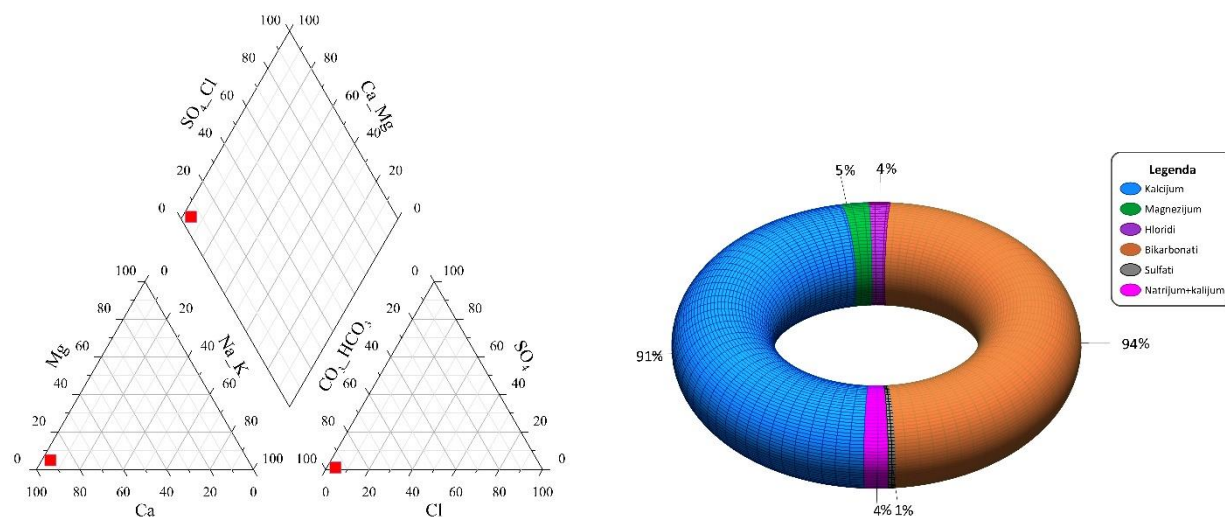 100 100
80 80
SO₄_Cl
Ca_Mg
60 60
40 40
20 20
0 0
100 0
80 20
Mg
60 40
Na_K
40 60
20 80
0 100
100 80 60 40 20 0
Ca
100 0
CO₃_HCO₃
20
80
40 60
SO₄
60 40
80 20
100 0
0 20 40 60 80 100
Cl
5% 4%
91%
94%
4% 1%
Legenda
Kalcijum
Magnezijum
Hloridi
Bikarbonati
Sulfati
Natrijum+kalijum